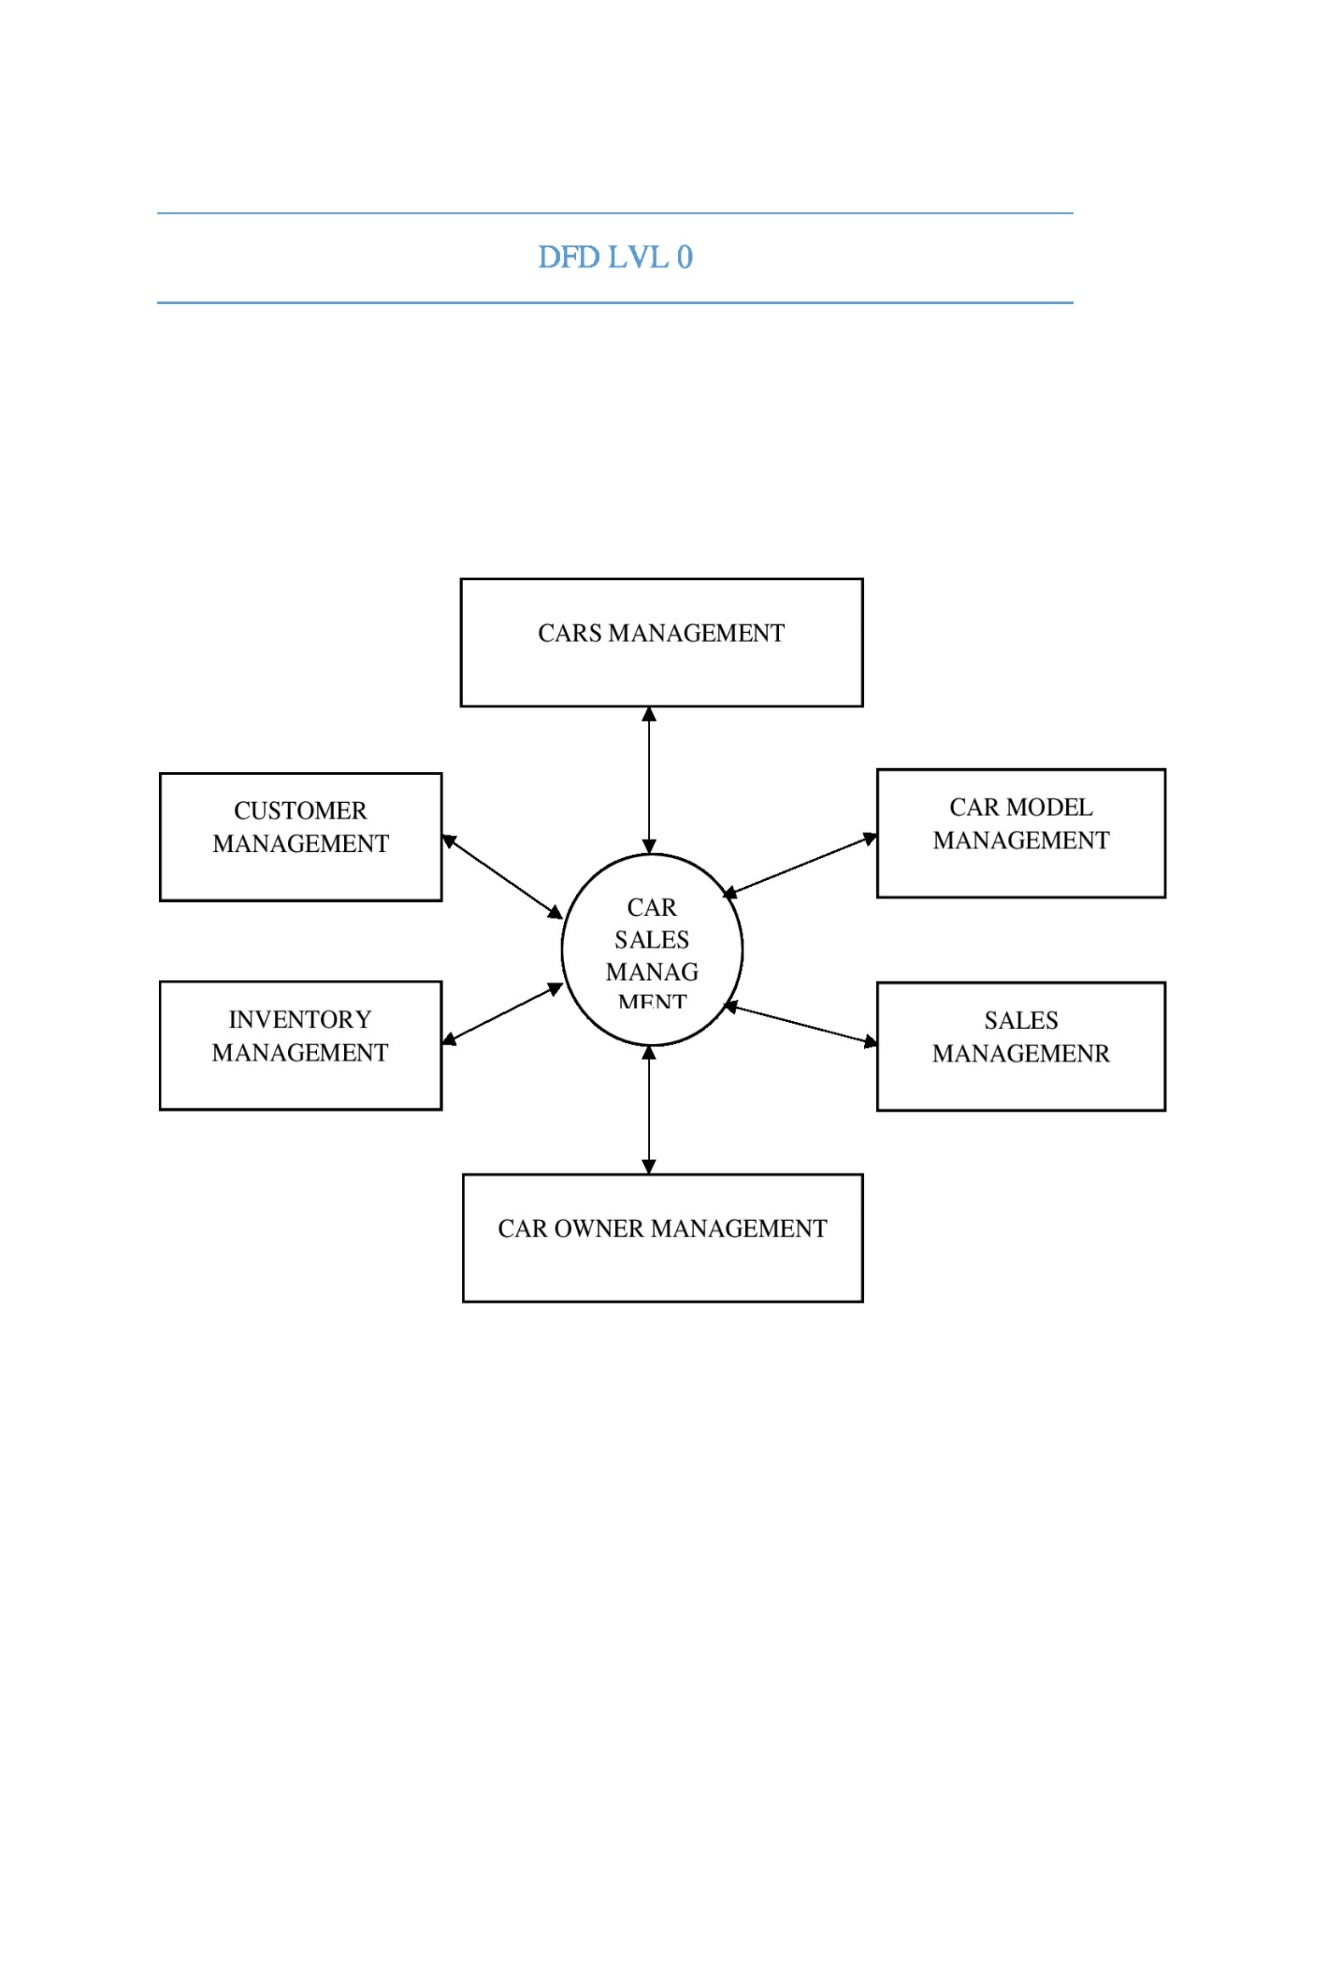 DFD LVL 0
CARS MANAGEMENT
CUSTOMER
MANAGEMENT
CAR MODEL
MANAGEMENT
CAR
SALES
MANAG
MENT
INVENTORY
MANAGEMENT
SALES
MANAGEMENR
CAR OWNER MANAGEMENT